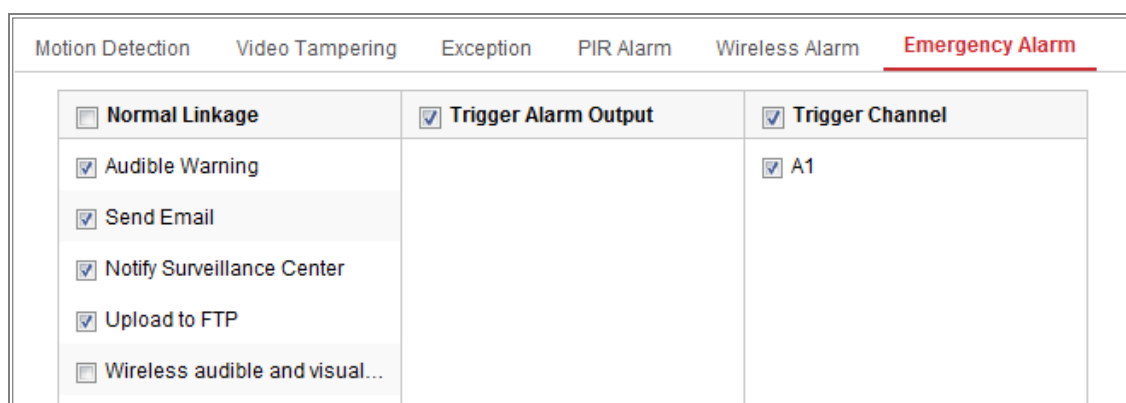 Motion Detection Video Tampering Exception PIR Alarm Wireless Alarm Emergency Alarm
Normal Linkage Trigger Alarm Output Trigger Channel
Audible Warning A1
Send Email
Notify Surveillance Center
Upload to FTP
Wireless audible and visual...